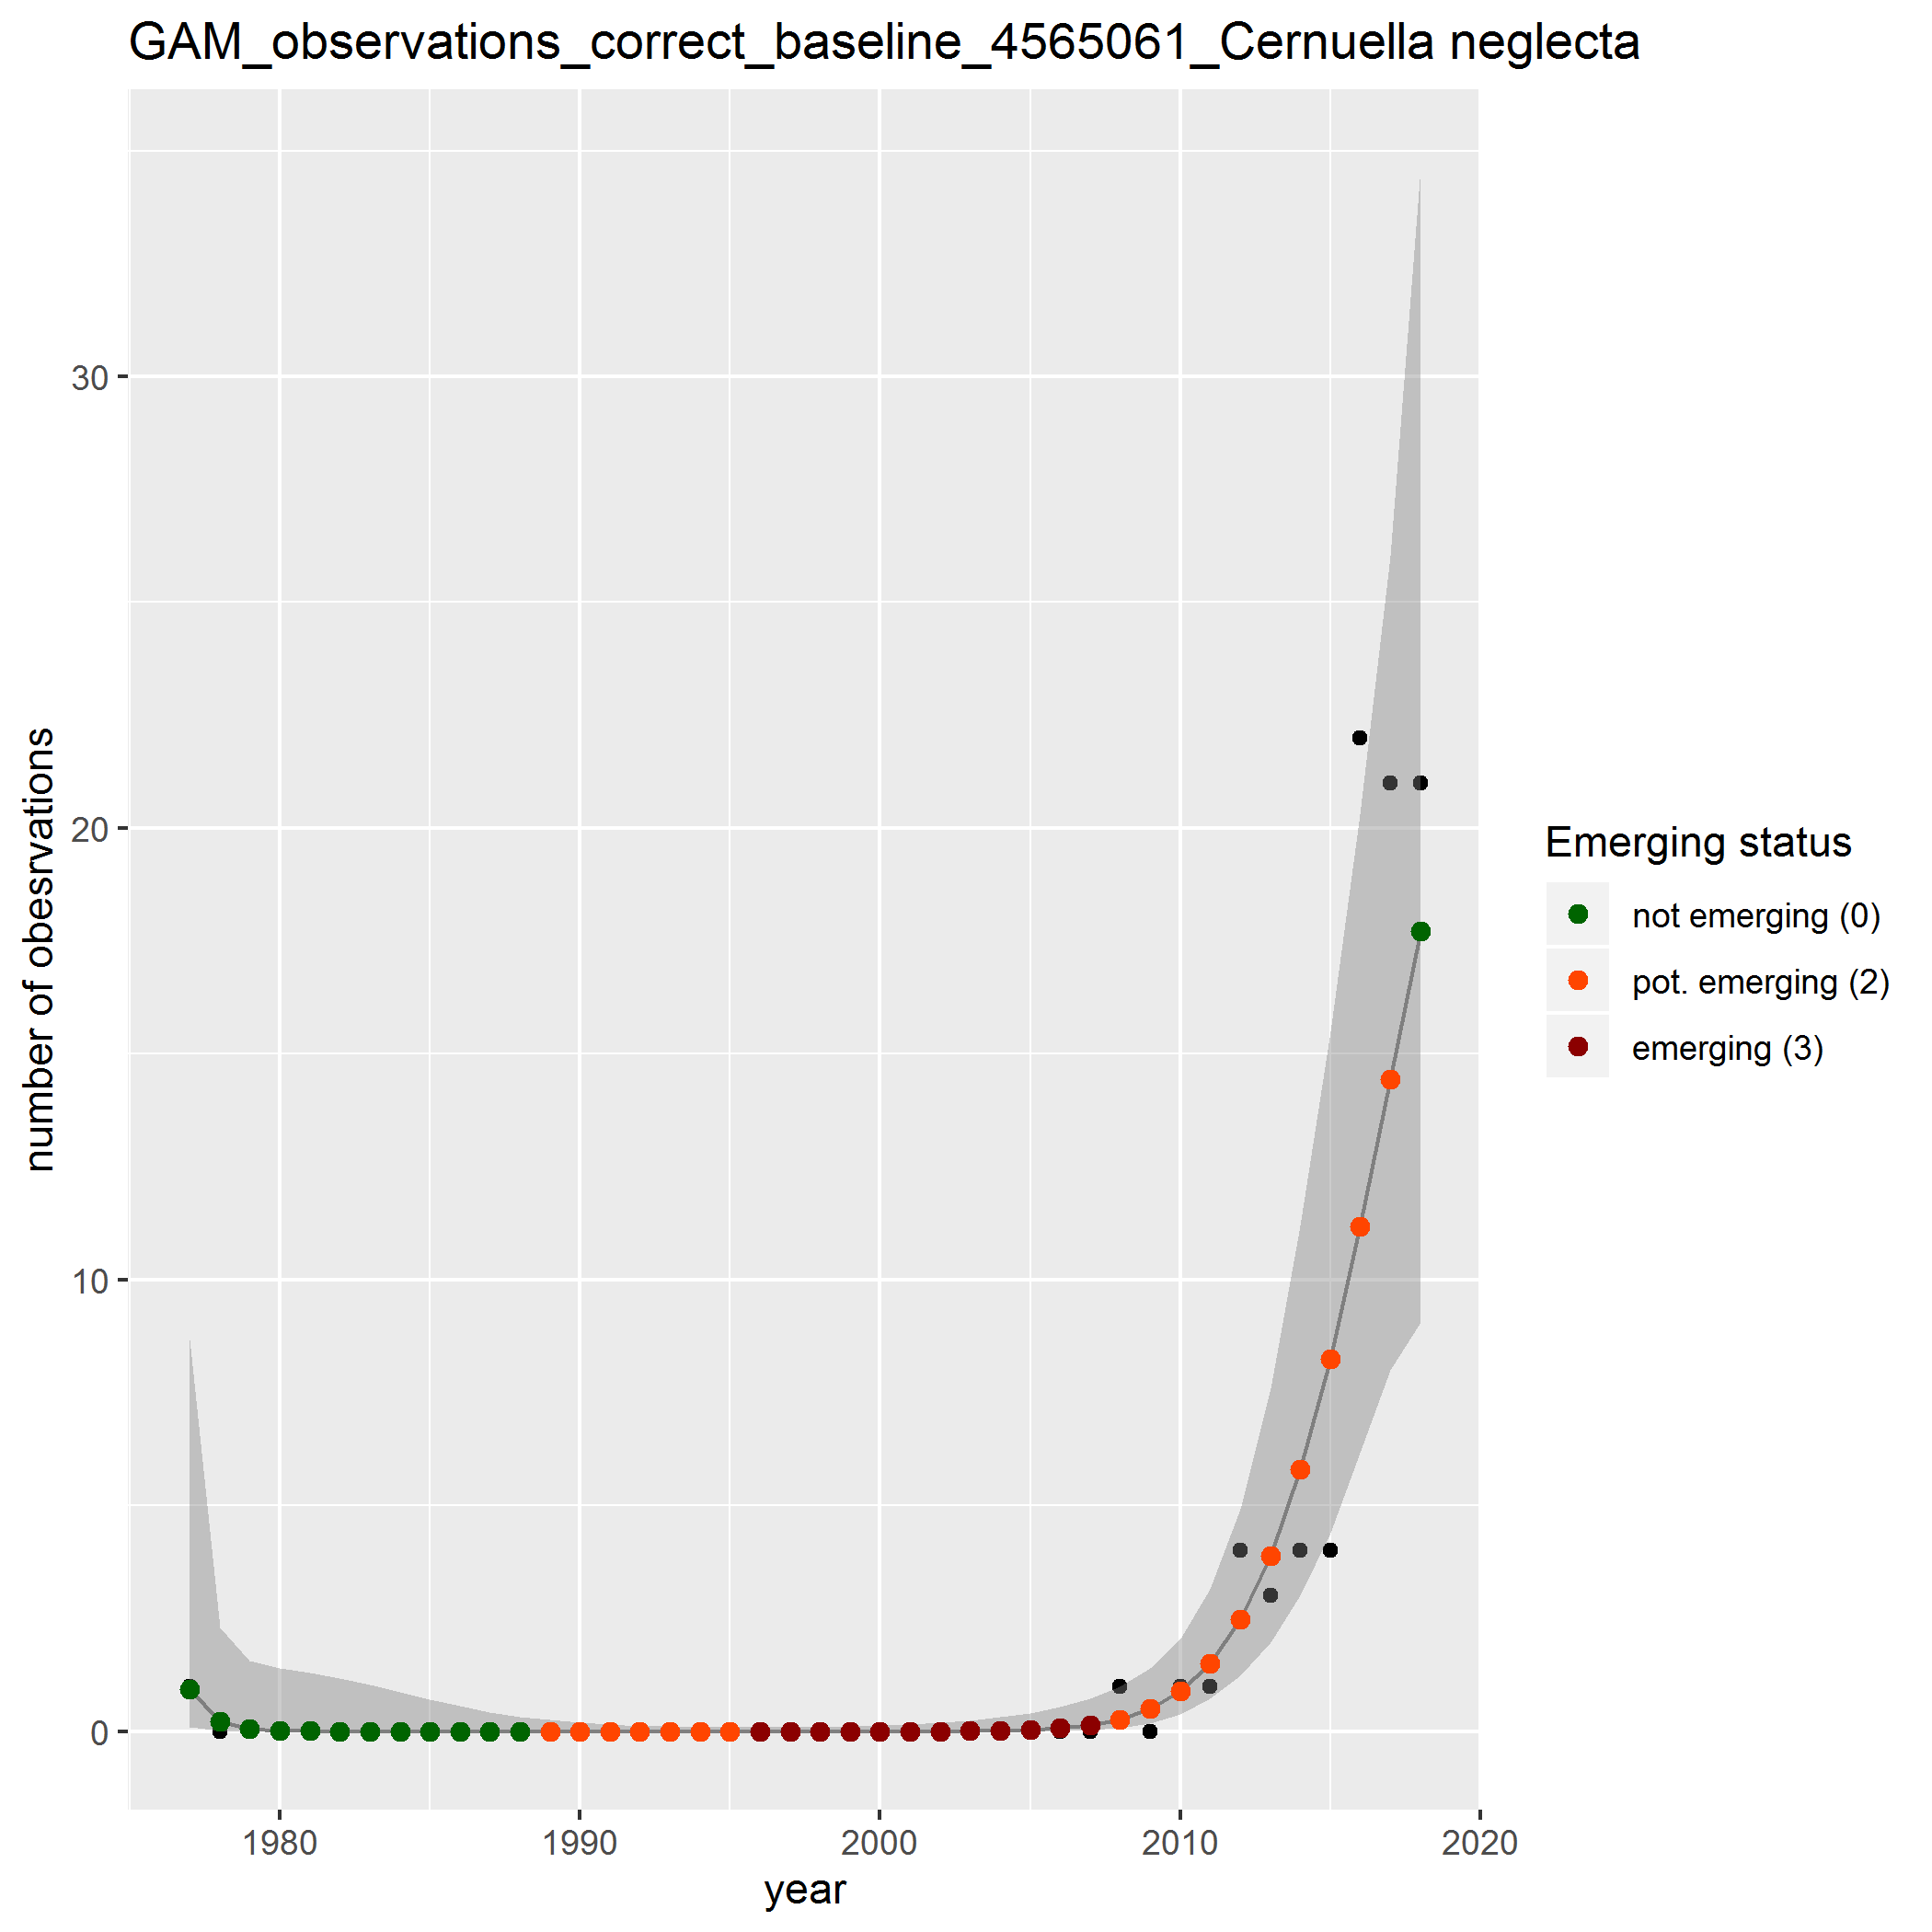 GAM_observations_correct_baseline_4565061_Cernuella neglecta
number of obesrvations
30
20
10
0
1980
1990
2000
2010
2020
year
Emerging status
not emerging (0)
pot. emerging (2)
emerging (3)